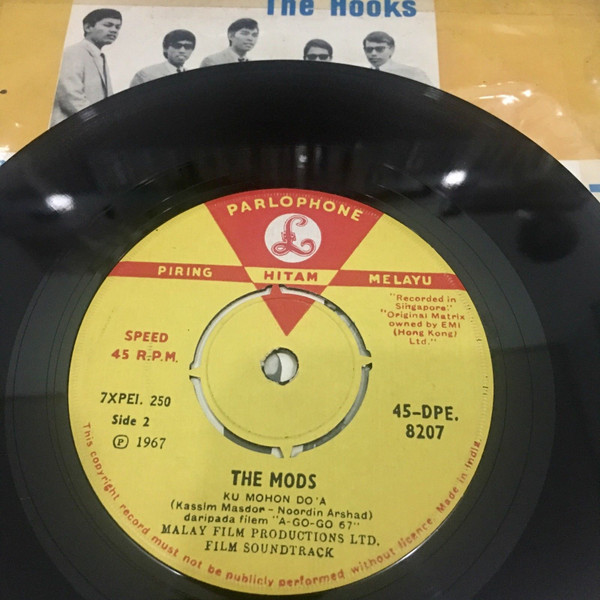 The Hooks
PARLOPHONE
£
PIRING HITAM MELAYU
"Recorded in
Singapore"
"Original Matrix
owned by EMI
(Hong Kong)
Ltd."
SPEED
45 R.P.M.
7XPEI. 250
Side 2
Ⓟ 1967
45-DPE.
8207
THE MODS
KU MOHON DO'A
(Kassim Masdor - Noordin Arshad)
daripada filem "A-GO-GO 67"
MALAY FILM PRODUCTIONS LTD.
FILM SOUNDTRACK
This copyright record must not be publicly performed without licence. Made in India.